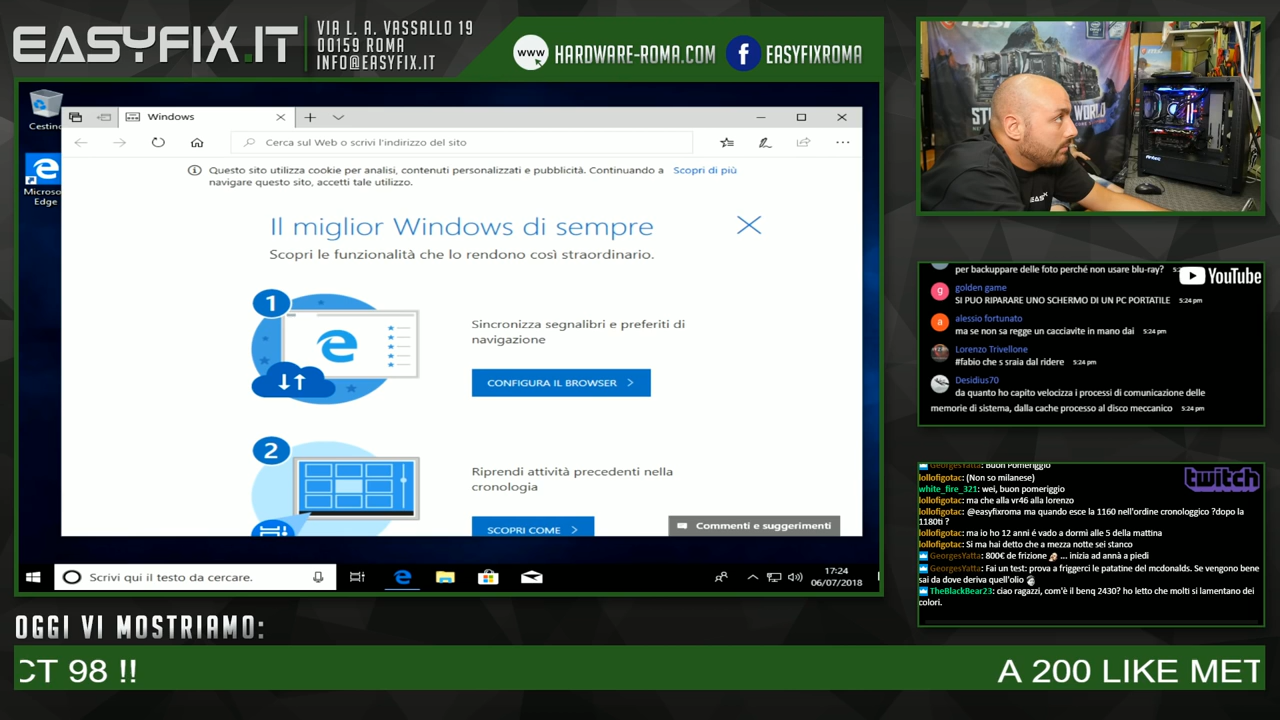 EASYFIX.IT
VIA L. A. VASSALLO 19
00159 ROMA
INFO@EASYFIX.IT
WWW
HARDWARE-ROMA.COM
f
EASYFIXROMA
Cestino
Microsoft
Edge
Windows
Cerca sul Web o scrivi l'indirizzo del sito
Questo sito utilizza cookie per analisi, contenuti personalizzati e pubblicità. Continuando a
navigare questo sito, accetti tale utilizzo.
Scopri di più
Il miglior Windows di sempre
Scopri le funzionalità che lo rendono così straordinario.
1
Sincronizza segnalibri e preferiti di
navigazione
CONFIGURA IL BROWSER
2
Riprendi attività precedenti nella
cronologia
SCOPRI COME
Commenti e suggerimenti
Scrivi qui il testo da cercare.
17:24
06/07/2018
per backuppare delle foto perché non usare blu-ray?
YouTube
golden game
g
SI PUO RIPARARE UNO SCHERMO DI UN PC PORTATILE 5:24 pm
alessio fortunato
a
ma se non sa regge un cacciavite in mano dai 5:24 pm
Lorenzo Trivellone
#fabio che s sraia dal ridere 5:24 pm
Desidius70
da quanto ho capito velocizza i processi di comunicazione delle
memorie di sistema, dalla cache processo al disco meccanico 5:24 pm
twitch
GeorgesYatta: Buon Pomeriggio
lollofigotac: (Non so milanese)
white_fire_321: wei, buon pomeriggio
lollofigotac: ma che alla vr46 alla lorenzo
lollofigotac: @easyfixroma ma quando esce la 1160 nell'ordine cronologgico ?dopo la
1180ti ?
lollofigotac: ma io ho 12 anni é vado a dormì alle 5 della mattina
lollofigotac: Si ma hai detto che a mezza notte sei stanco
GeorgesYatta: 800€ de frizione ... inizia ad annà a piedi
GeorgesYatta: Fai un test: prova a friggerci le patatine del mcdonalds. Se vengono bene
sai da dove deriva quell'olio
TheBlackBear23: ciao ragazzi, com'è il benq 2430? ho letto che molti si lamentano dei
colori.
OGGI VI MOSTRIAMO:
CT 98 !!
A 200 LIKE MET